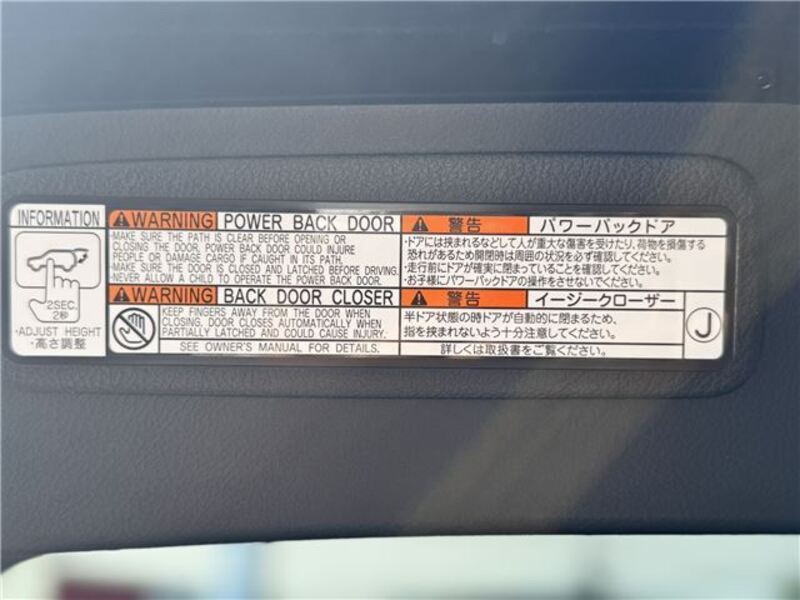 INFORMATION
2SEC.
2秒
・ADJUST HEIGHT
・高さ調整
WARNING POWER BACK DOOR
・MAKE SURE THE PATH IS CLEAR BEFORE OPENING OR
CLOSING THE DOOR. POWER BACK DOOR COULD INJURE
PEOPLE OR DAMAGE CARGO IF CAUGHT IN ITS PATH.
・MAKE SURE THE DOOR IS CLOSED AND LATCHED BEFORE DRIVING.
・NEVER ALLOW A CHILD TO OPERATE THE POWER BACK DOOR.
WARNING BACK DOOR CLOSER
KEEP FINGERS AWAY FROM THE DOOR WHEN
CLOSING. DOOR CLOSES AUTOMATICALLY WHEN
PARTIALLY LATCHED AND COULD CAUSE INJURY.
SEE OWNER'S MANUAL FOR DETAILS.
警告 パワーバックドア
・ドアには挟まれるなどして人が重大な傷害を受けたり、荷物を損傷する
恐れがあるため開閉時は周囲の状況を必ず確認してください。
・走行前にドアが確実に閉まっていることを確認してください。
・お子様にパワーバックドアの操作をさせないでください。
警告 イージークローザー
半ドア状態の時ドアが自動的に閉まるため、
指を挟まれないよう十分注意してください。
詳しくは取扱書をご覧ください。
J